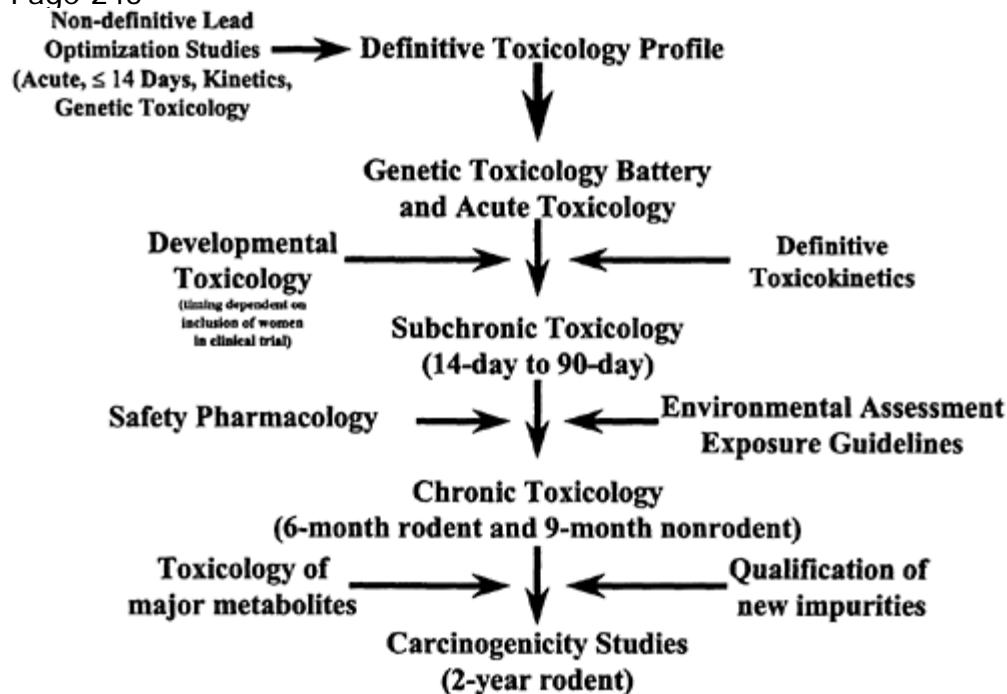 Non-definitive Lead
Optimization Studies
(Acute, ≤ 14 Days, Kinetics,
Genetic Toxicology
Definitive Toxicology Profile
Genetic Toxicology Battery
and Acute Toxicology
Developmental
Toxicology
(timing dependent on
inclusion of women
in clinical trial)
Definitive
Toxicokinetics
Subchronic Toxicology
(14-day to 90-day)
Safety Pharmacology
Environmental Assessment
Exposure Guidelines
Chronic Toxicology
(6-month rodent and 9-month nonrodent)
Toxicology of
major metabolites
Qualification of
new impurities
Carcinogenicity Studies
(2-year rodent)